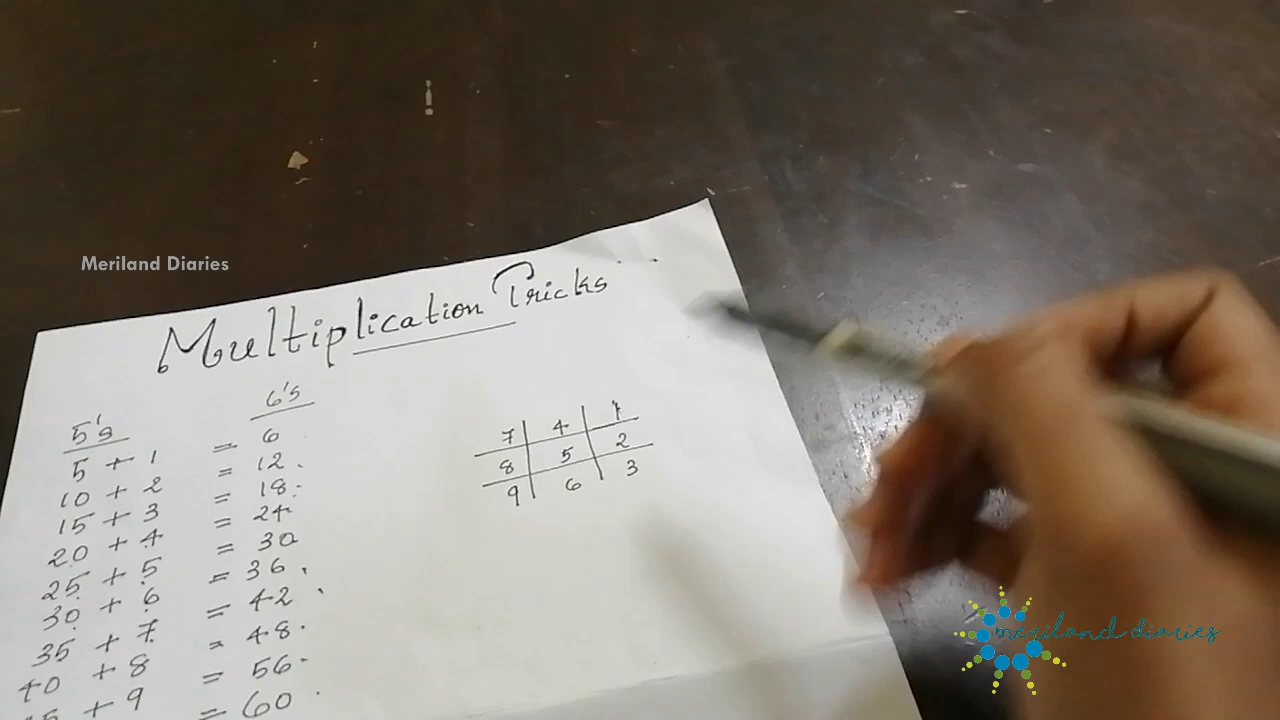 Meriland Diaries
Multiplication Tricks...
5's 6's
5 + 1 = 6
10 + 2 = 12.
15 + 3 = 18.
20 + 4 = 24
25 + 5 = 30
30 + 6 = 36.
35 + 7 = 42.
40 + 8 = 48.
45 + 9 = 56.
= 60.
7 4 1
8 5 2
9 6 3
meriland diaries